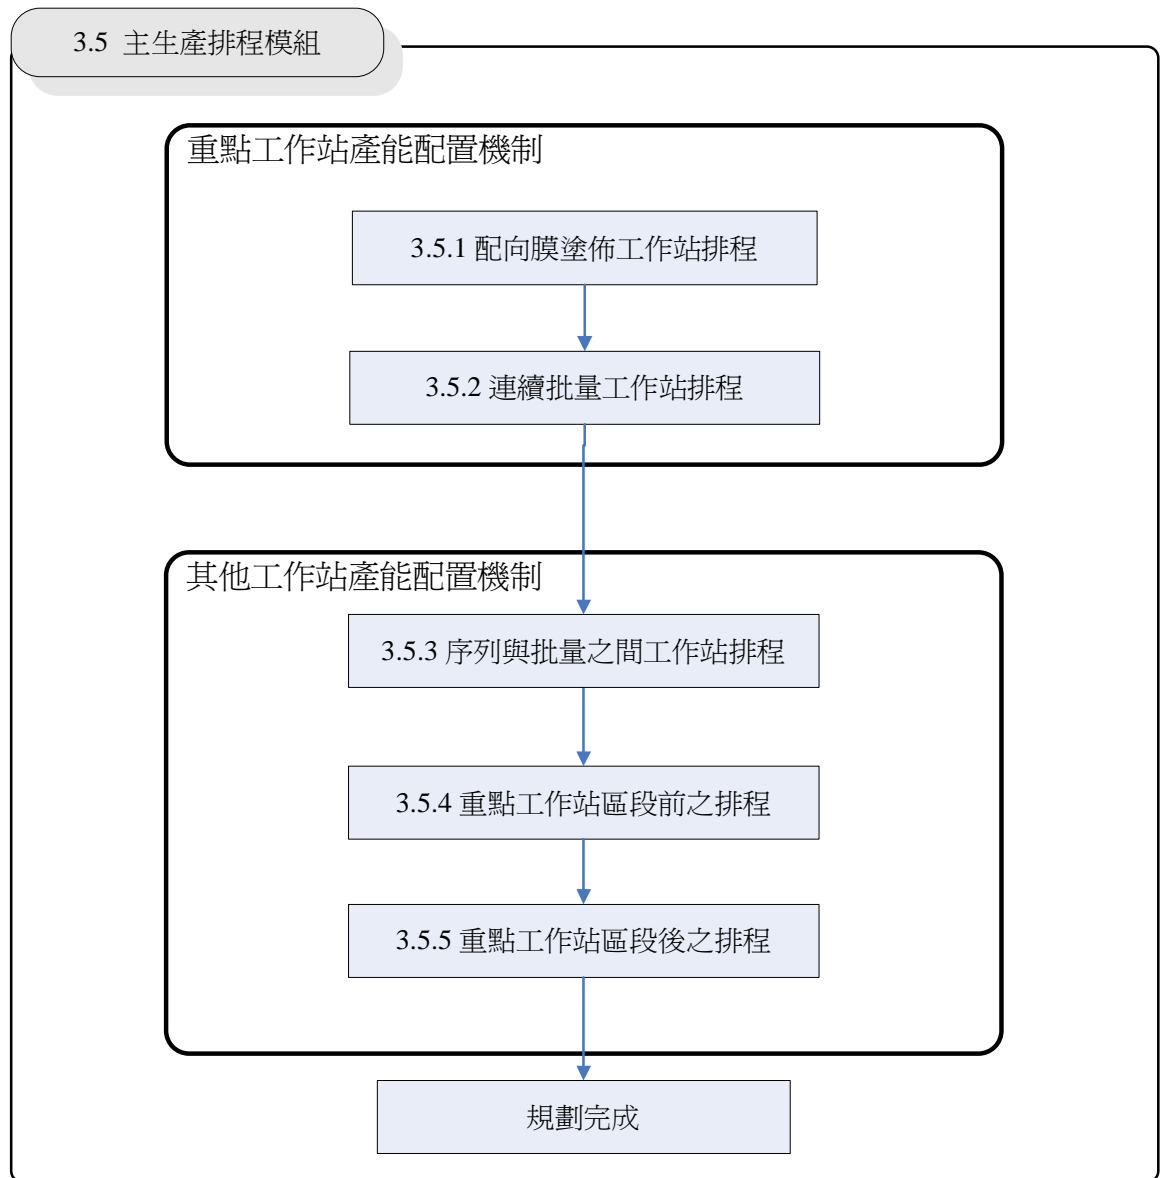 3.5 主生產排程模組
重點工作站產能配置機制
3.5.1 配向膜塗佈工作站排程
3.5.2 連續批量工作站排程
其他工作站產能配置機制
3.5.3 序列與批量之間工作站排程
3.5.4 重點工作站區段前之排程
3.5.5 重點工作站區段後之排程
規劃完成